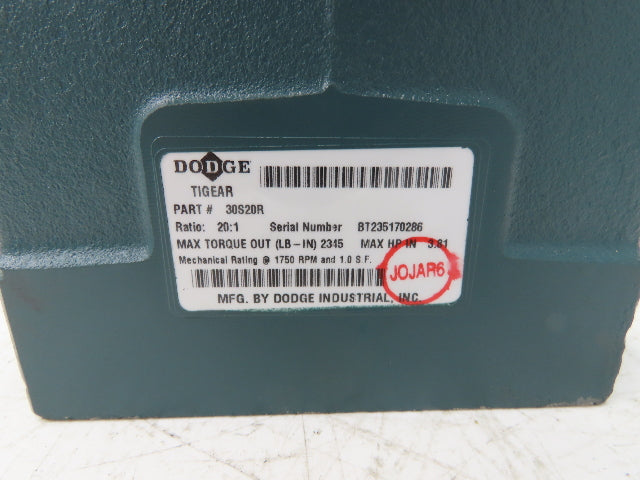 DODGE
TIGEAR
PART # 30S20R
Ratio: 20:1 Serial Number BT235170286
MAX TORQUE OUT (LB-IN) 2345 MAX HP IN 3.81
Mechanical Rating @ 1750 RPM and 1.0 S.F.
JOJAR6
MFG. BY DODGE INDUSTRIAL, INC.